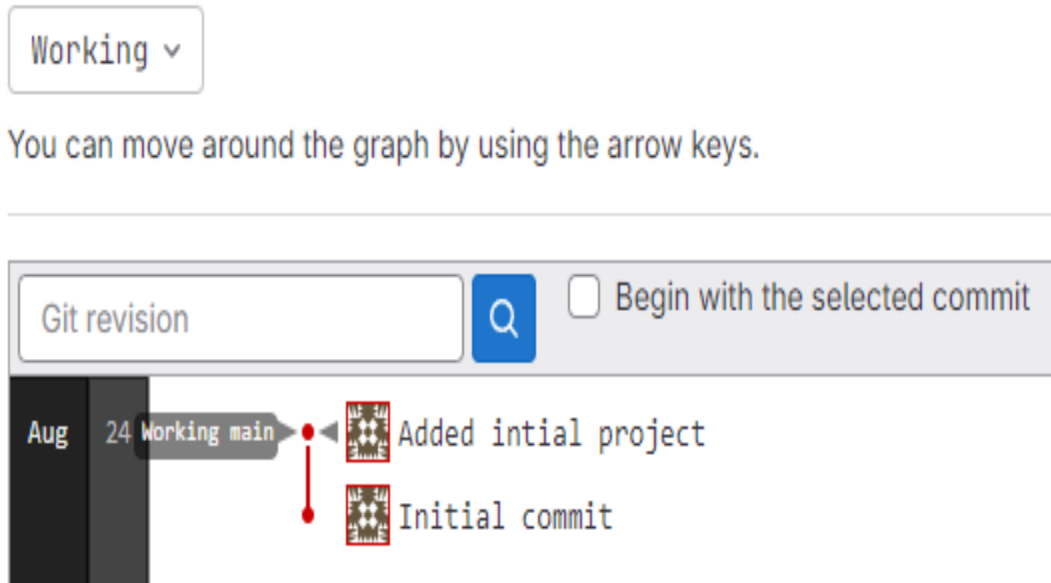 Working
You can move around the graph by using the arrow keys.
Git revision
Begin with the selected commit
Aug 24 Working main Added intial project
Initial commit